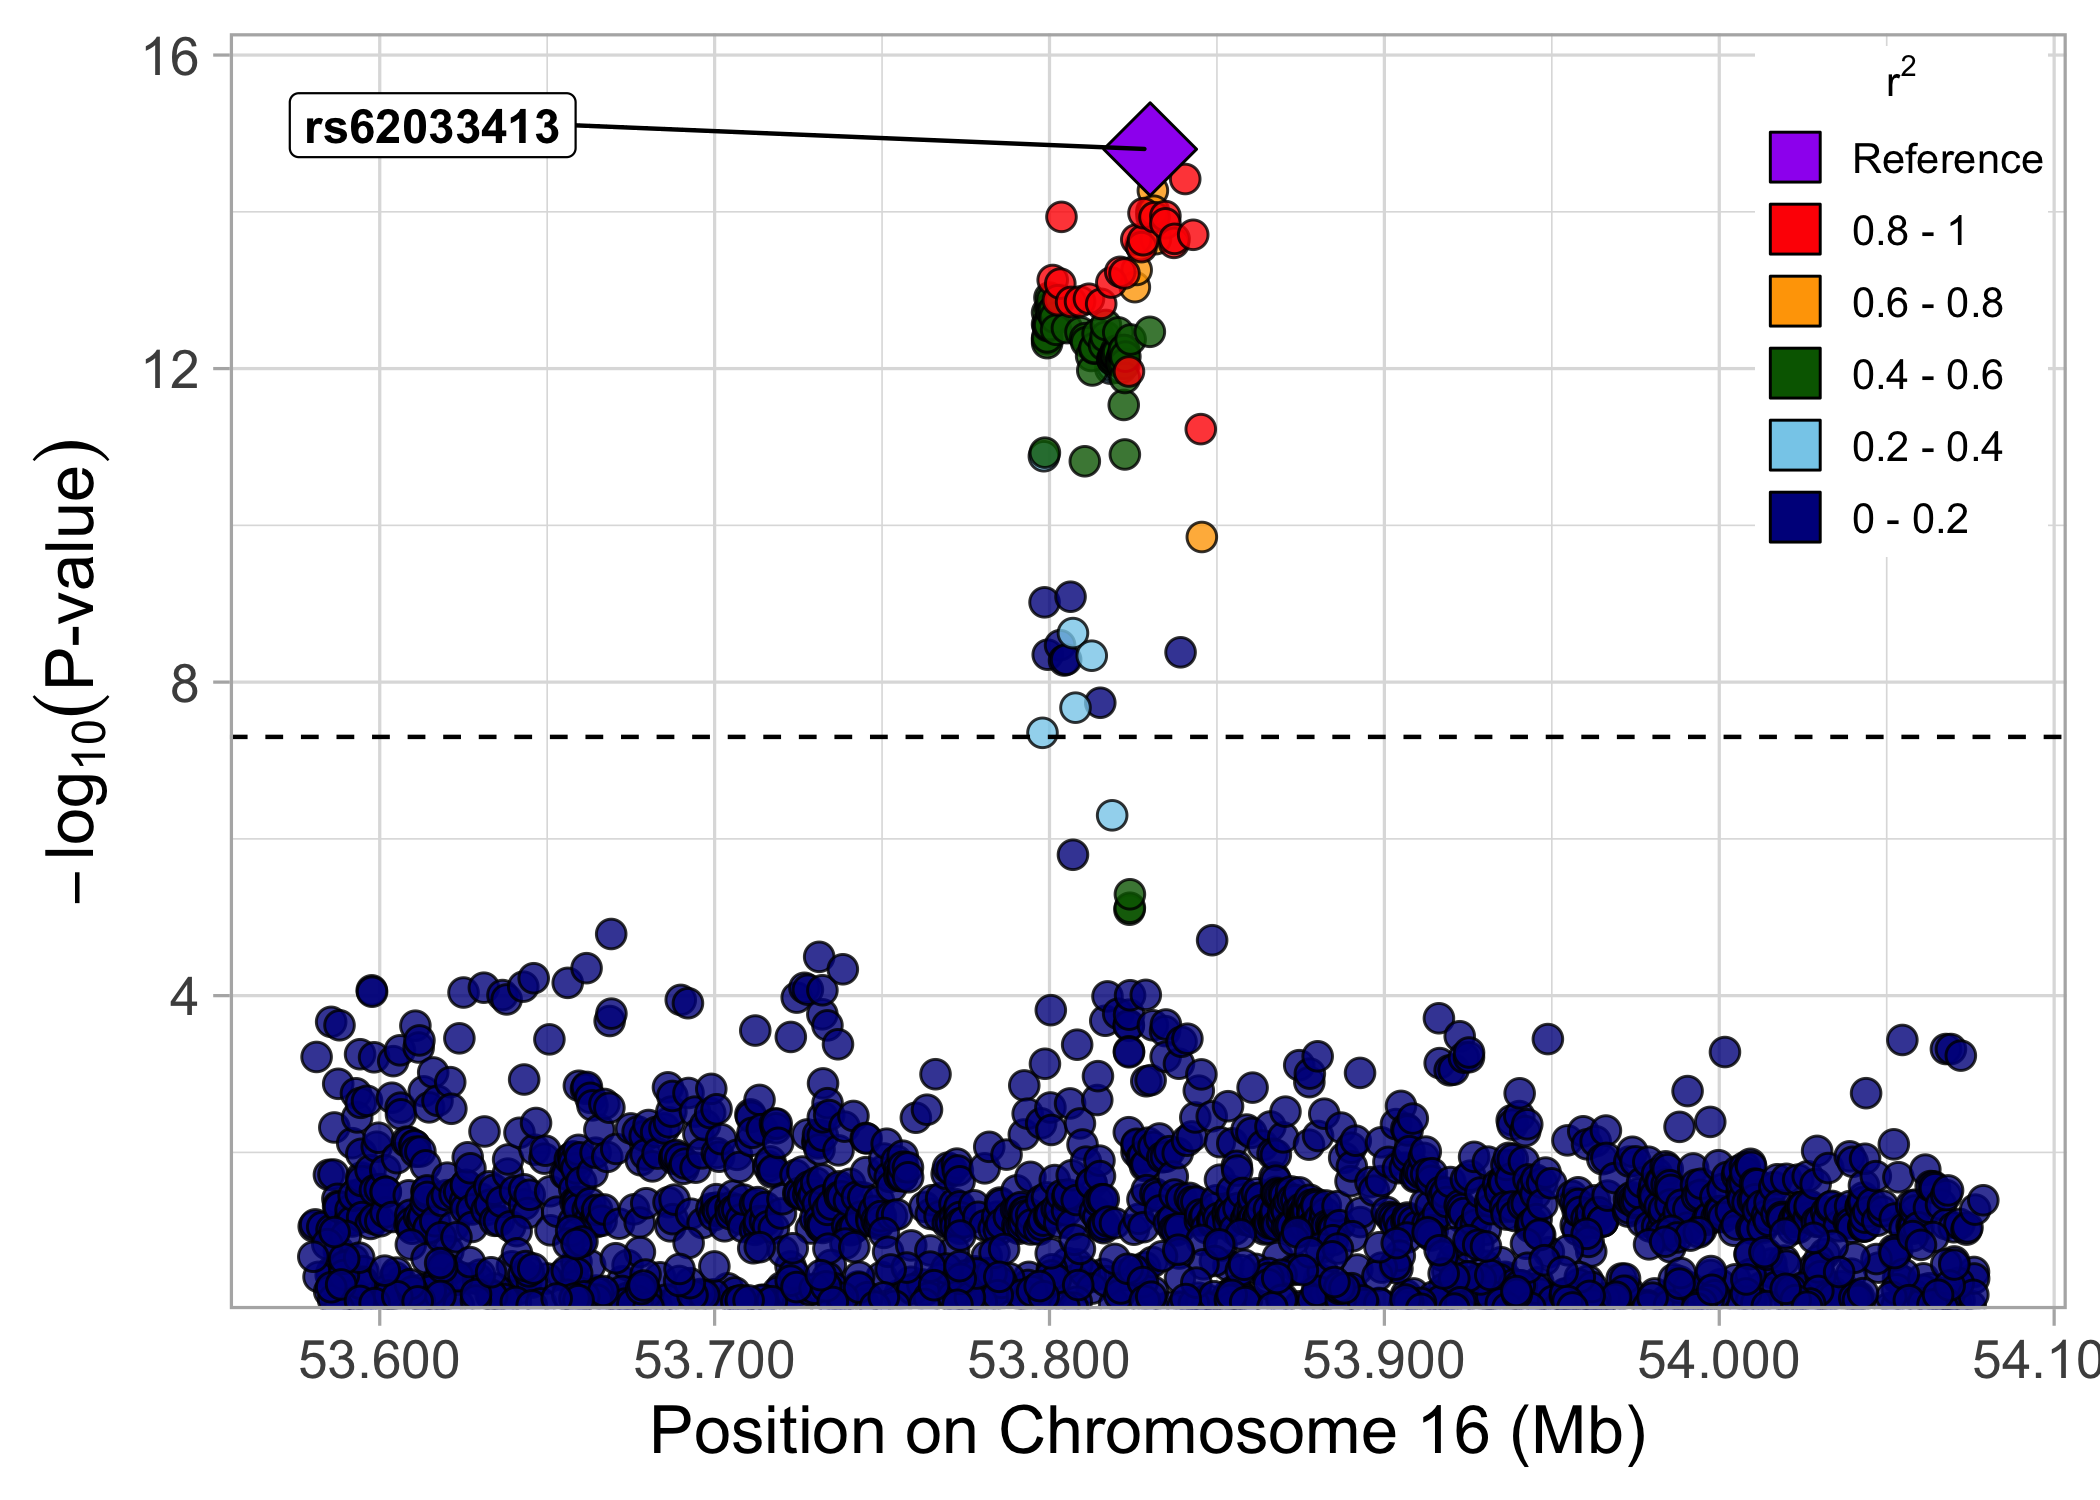 16
12
8
4
−log10(P-value)
rs62033413
r2
Reference
0.8 - 1
0.6 - 0.8
0.4 - 0.6
0.2 - 0.4
0 - 0.2
53.600 53.700 53.800 53.900 54.000 54.10
Position on Chromosome 16 (Mb)